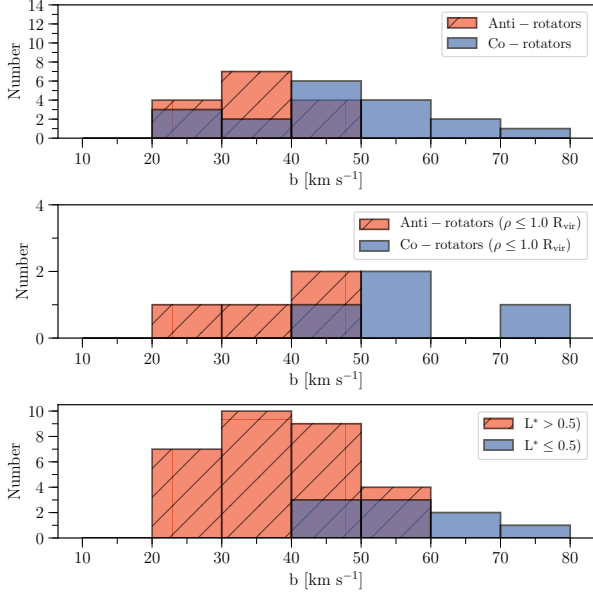 14
12
10
8
6
4
2
0
Number
Anti − rotators
Co − rotators
10 20 30 40 50 60 70 80
b [km s⁻¹]
4
2
0
Number
Anti − rotators (ρ ≤ 1.0 Rvir)
Co − rotators (ρ ≤ 1.0 Rvir)
10 20 30 40 50 60 70 80
b [km s⁻¹]
10
8
6
4
2
0
Number
L* > 0.5)
L* ≤ 0.5)
10 20 30 40 50 60 70 80
b [km s⁻¹]